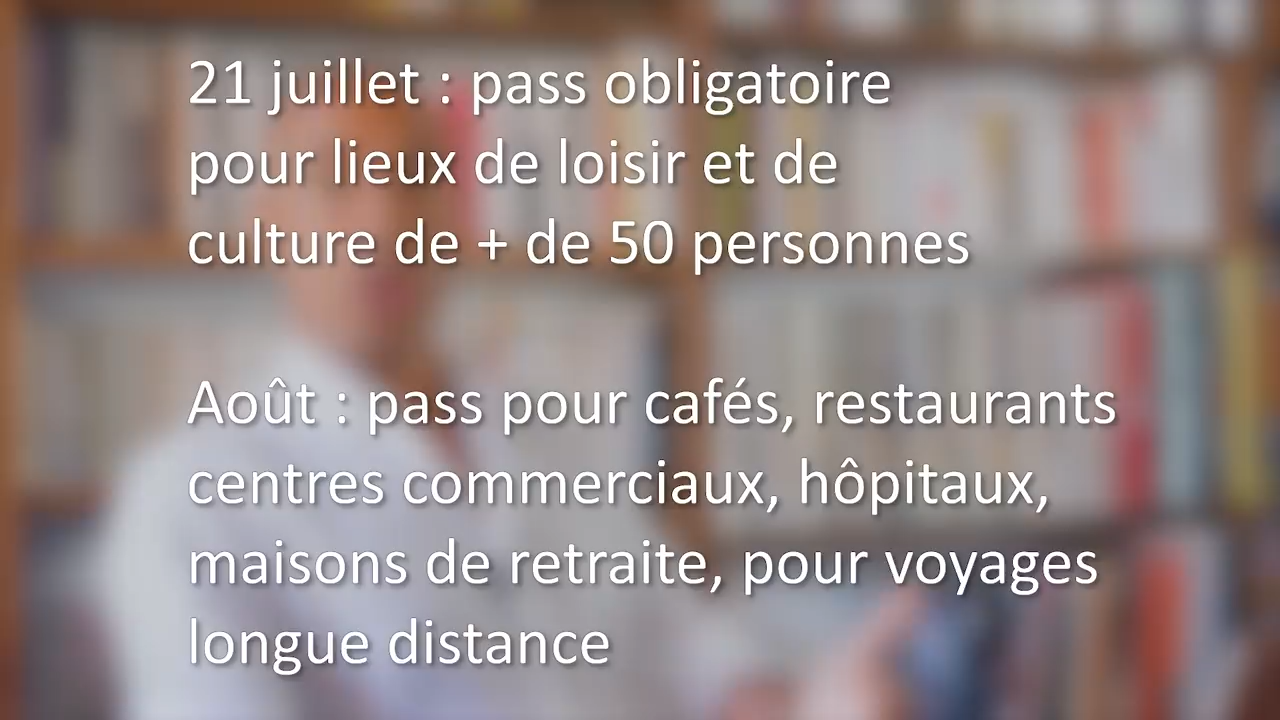 21 juillet : pass obligatoire
pour lieux de loisir et de
culture de + de 50 personnes
Août : pass pour cafés, restaurants
centres commerciaux, hôpitaux,
maisons de retraite, pour voyages
longue distance